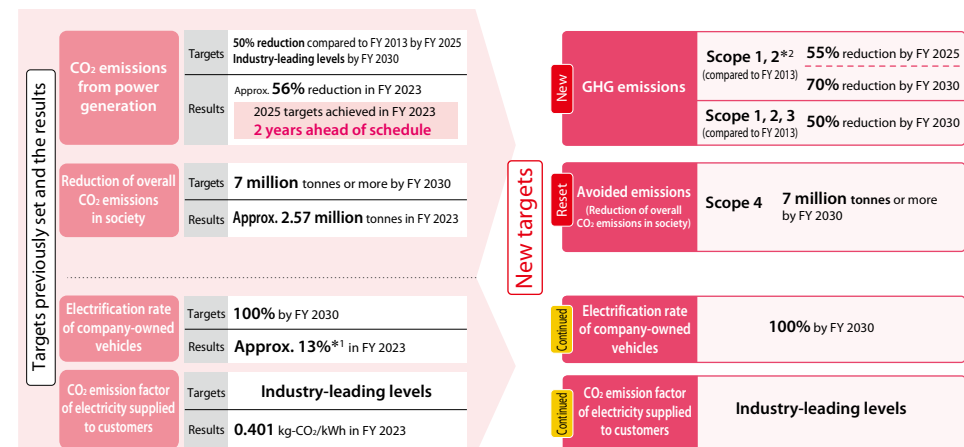 Targets previously set and the results
CO₂ emissions
from power
generation
Targets
50% reduction compared to FY 2013 by FY 2025
Industry-leading levels by FY 2030
Results
Approx. 56% reduction in FY 2023
2025 targets achieved in FY 2023
2 years ahead of schedule
Reduction of overall
CO₂ emissions
in society
Targets
7 million tonnes or more by FY 2030
Results
Approx. 2.57 million tonnes in FY 2023
Electrification rate
of company-owned
vehicles
Targets
100% by FY 2030
Results
Approx. 13%*1 in FY 2023
CO₂ emission factor
of electricity supplied
to customers
Targets
Industry-leading levels
Results
0.401 kg-CO₂/kWh in FY 2023
New targets
New
GHG emissions
Scope 1, 2*2
(compared to FY 2013)
55% reduction by FY 2025
70% reduction by FY 2030
Scope 1, 2, 3
(compared to FY 2013)
50% reduction by FY 2030
Reset
Avoided emissions
(Reduction of overall
CO₂ emissions in society)
Scope 4
7 million tonnes or more
by FY 2030
Continued
Electrification rate
of company-owned
vehicles
100% by FY 2030
Continued
CO₂ emission factor
of electricity supplied
to customers
Industry-leading levels